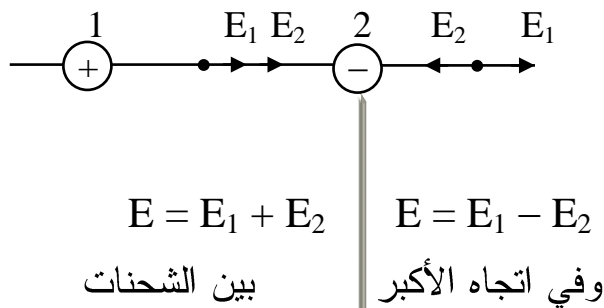 1 E₁ E₂ 2 E₂ E₁
+ −
E = E₁ + E₂
بين الشحنات
E = E₁ − E₂
وفي اتجاه الأكبر